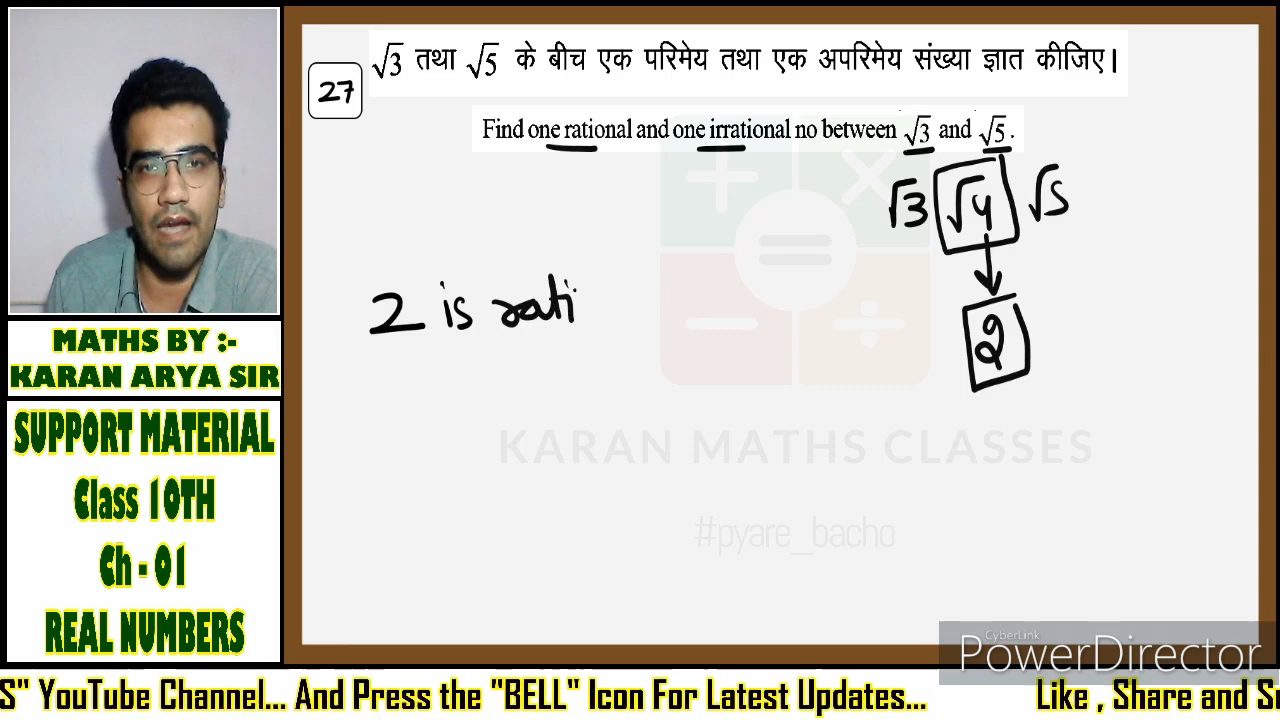 √3 तथा √5 के बीच एक परिमेय तथा एक अपरिमेय संख्या ज्ञात कीजिए।
27
Find one rational and one irrational no between √3 and √5.
√3 √4 √5
2
2 is rati
MATHS BY :-
KARAN ARYA SIR
SUPPORT MATERIAL
Class 10TH
Ch - 01
REAL NUMBERS
KARAN MATHS CLASSES
#pyare_bacho
CyberLink
PowerDirector
S" YouTube Channel... And Press the "BELL" Icon For Latest Updates... Like , Share and S